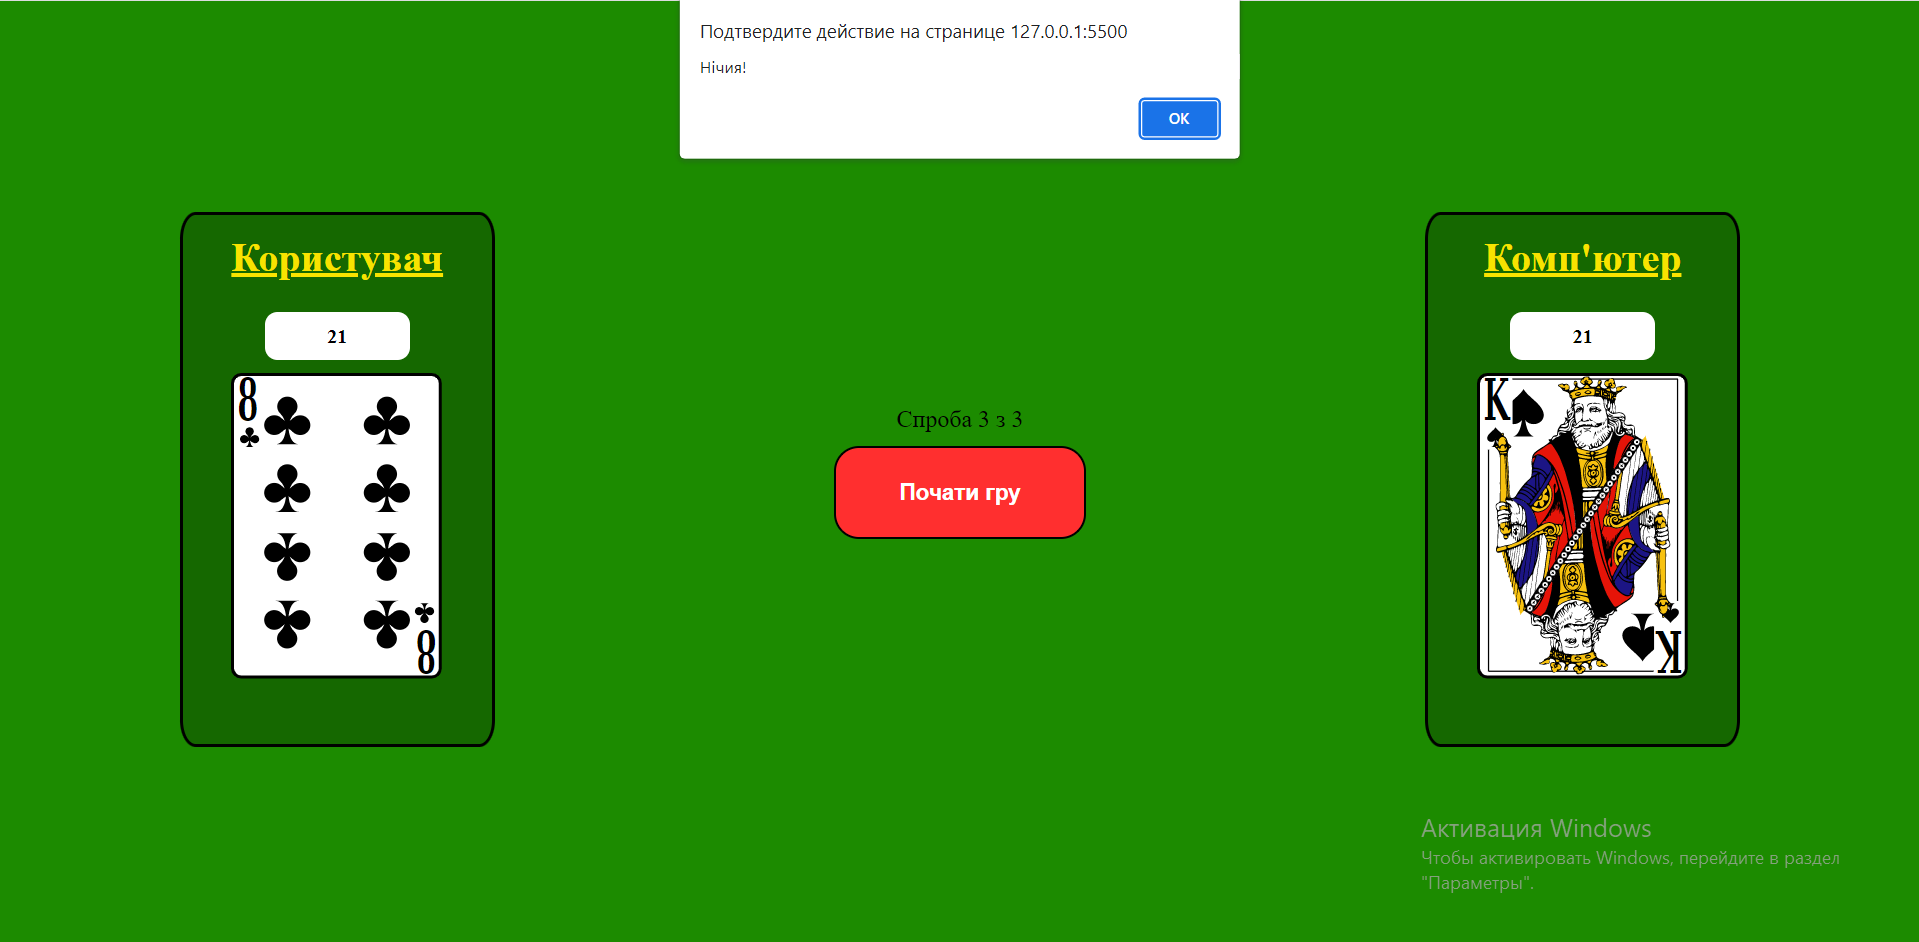 Подтвердите действие на странице 127.0.0.1:5500
Нічия!
ОК
Користувач
21
8
8
Спроба 3 з 3
Почати гру
Комп'ютер
21
K
K
Активация Windows
Чтобы активировать Windows, перейдите в раздел
"Параметры".